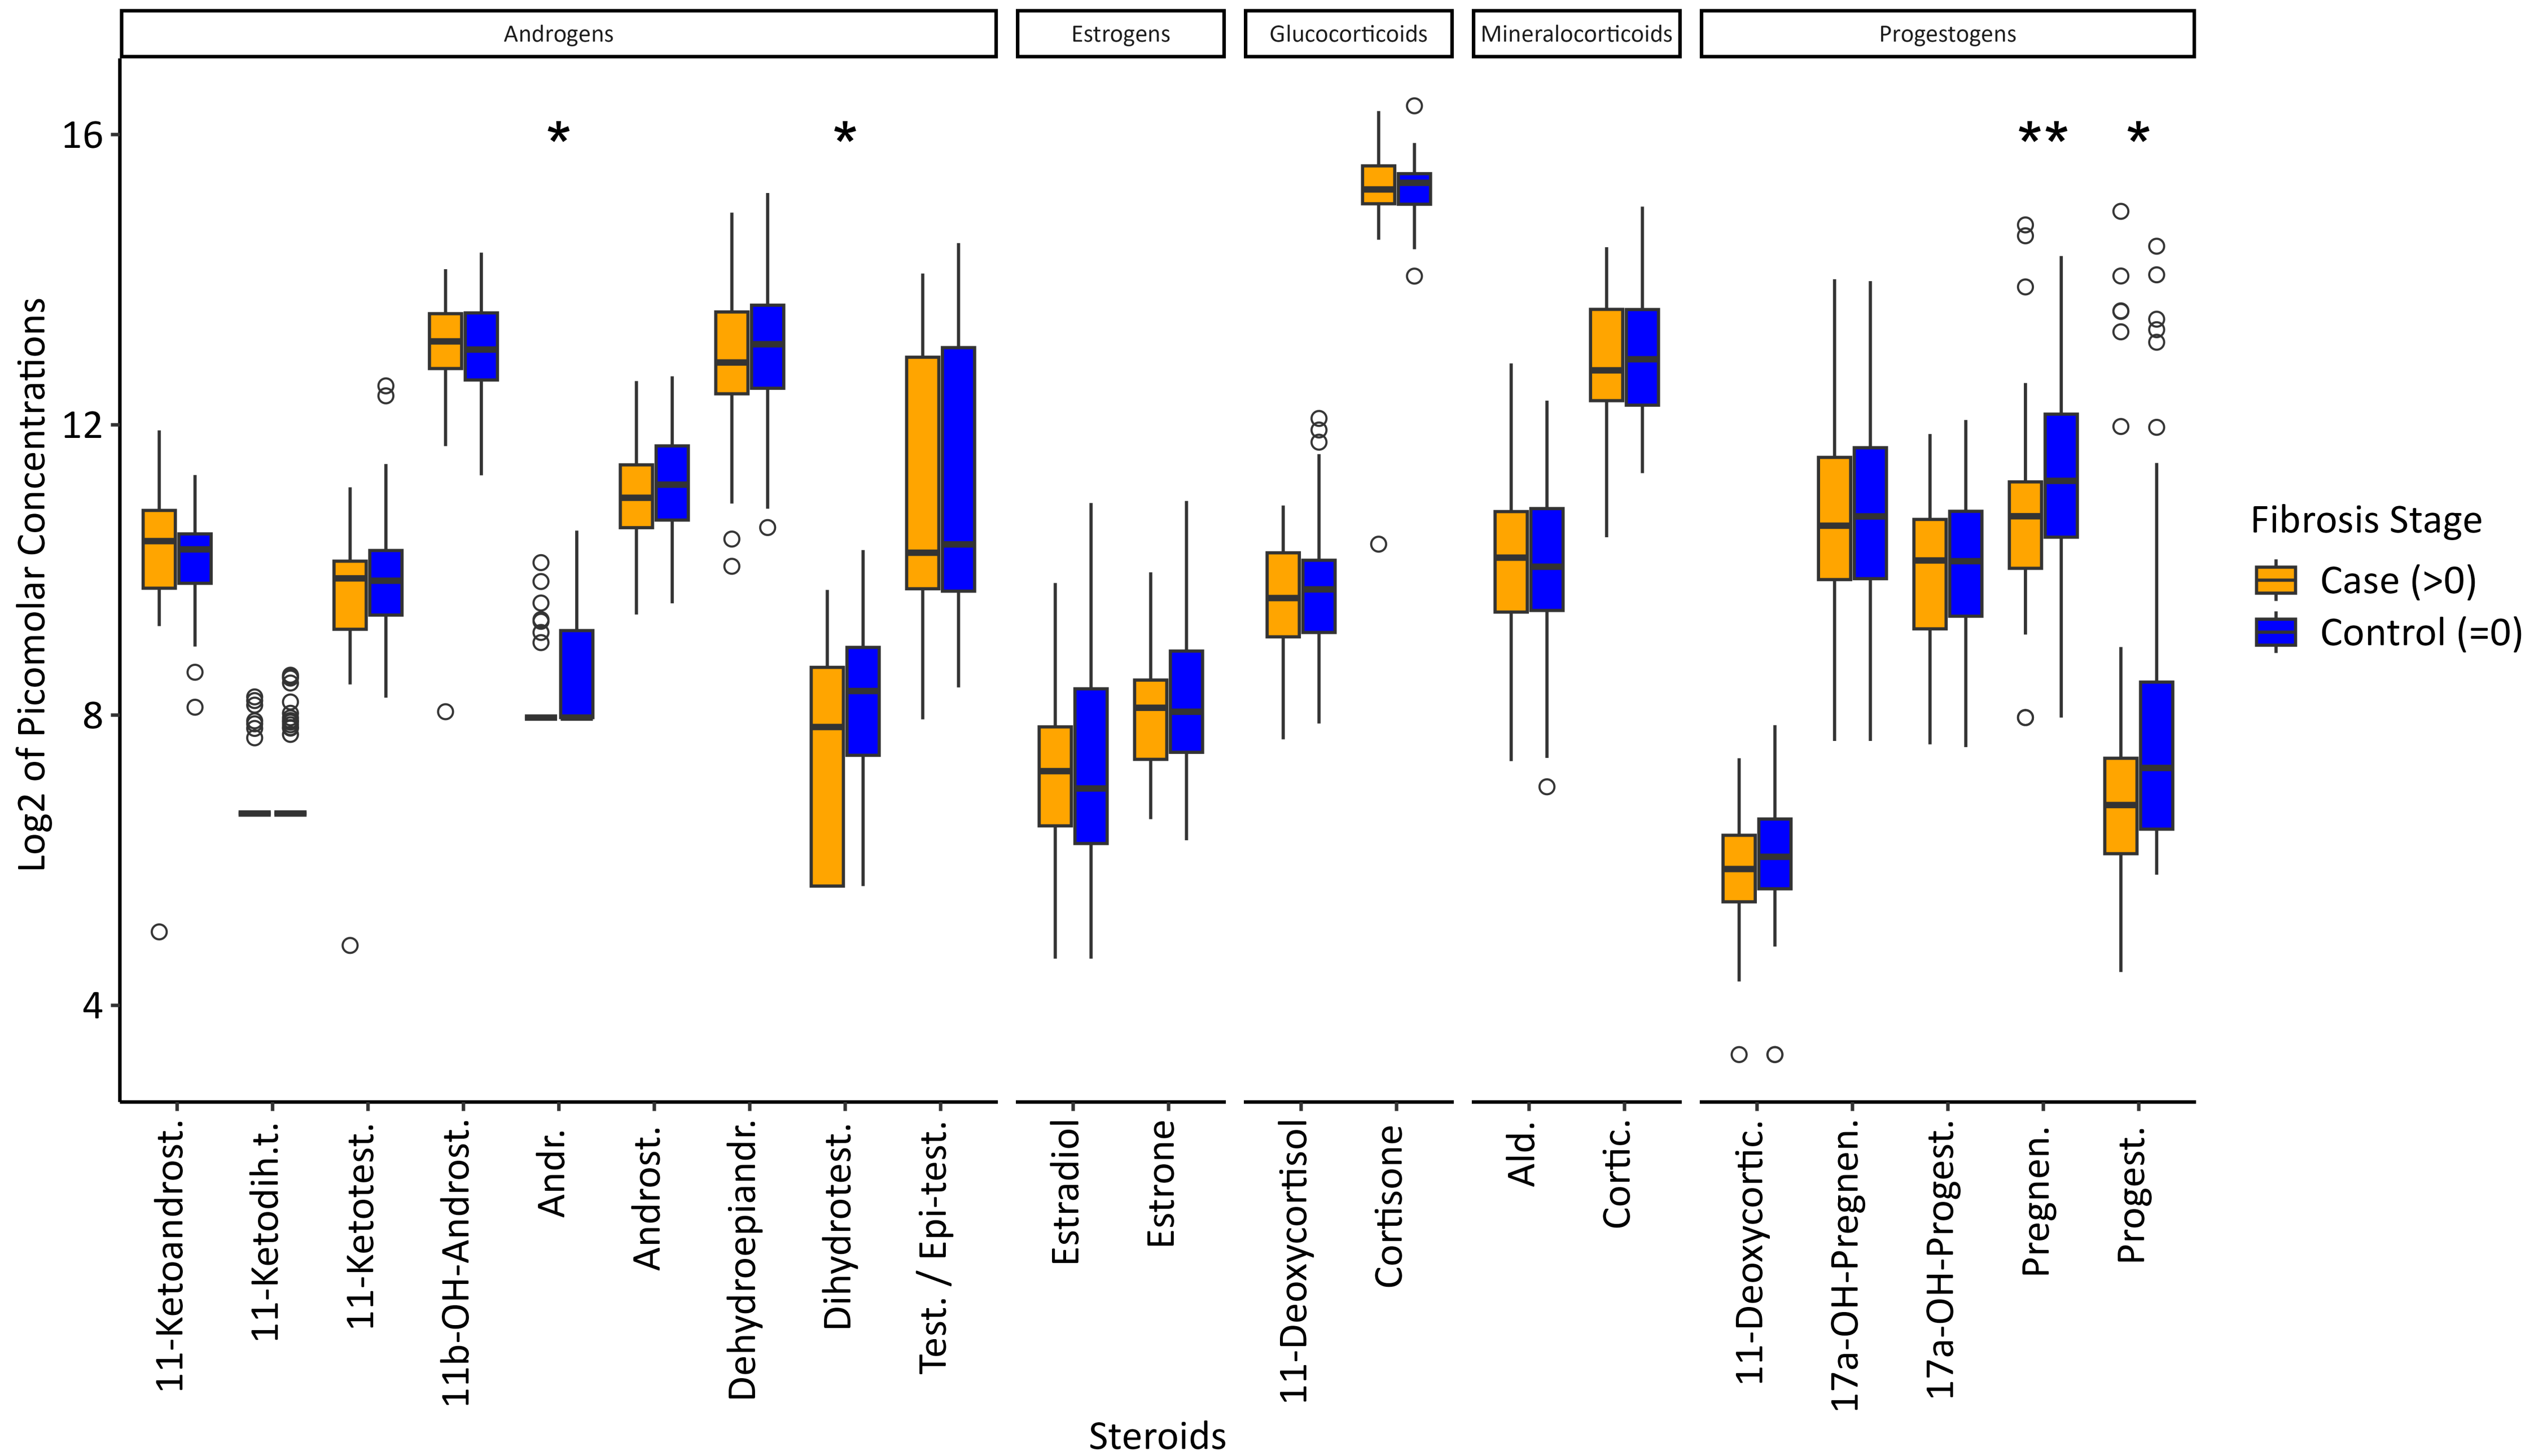 Androgens
Estrogens
Glucocorticoids
Mineralocorticoids
Progestogens
Log2 of Picomolar Concentrations
16
12
8
4
*
*
**
*
11-Ketoandrost.
11-Ketodih.t.
11-Ketotest.
11b-OH-Androst.
Andr.
Androst.
Dehydroepiandr.
Dihydrotest.
Test. / Epi-test.
Estradiol
Estrone
11-Deoxycortisol
Cortisone
Ald.
Cortic.
11-Deoxycortic.
17a-OH-Pregnen.
17a-OH-Progest.
Pregnen.
Progest.
Steroids
Fibrosis Stage
Case (>0)
Control (=0)